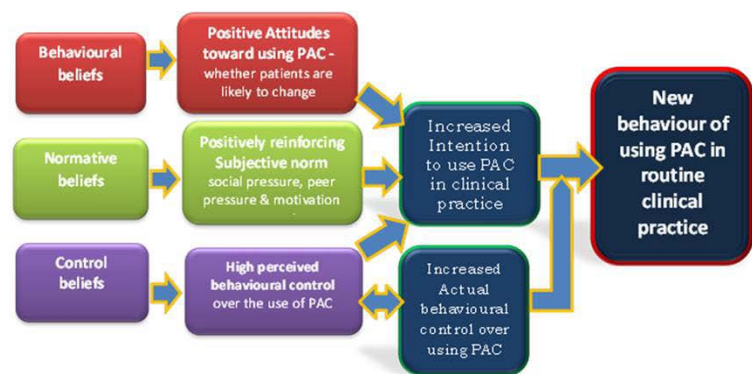 Behavioural
beliefs
Positive Attitudes
toward using PAC -
whether patients are
likely to change
Normative
beliefs
Positively reinforcing
Subjective norm
social pressure, peer
pressure & motivation
Control
beliefs
High perceived
behavioural control
over the use of PAC
Increased
Intention
to use PAC
in clinical
practice
Increased
Actual
behavioural
control over
using PAC
New
behaviour of
using PAC in
routine
clinical
practice